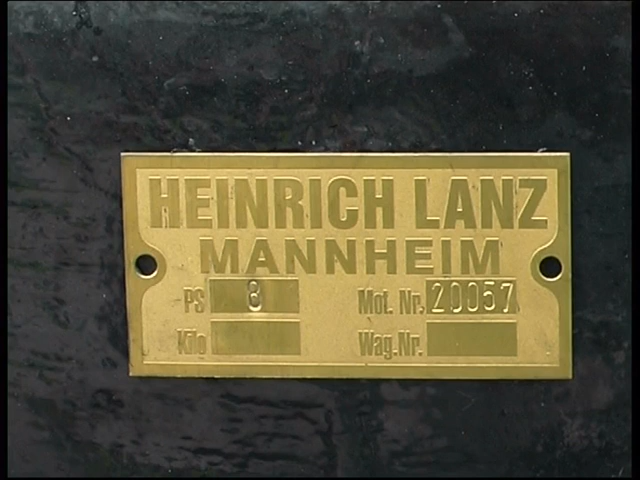 HEINRICH LANZ
MANNHEIM
PS 8 Mot. Nr. 20057
Kilo Wag.Nr.